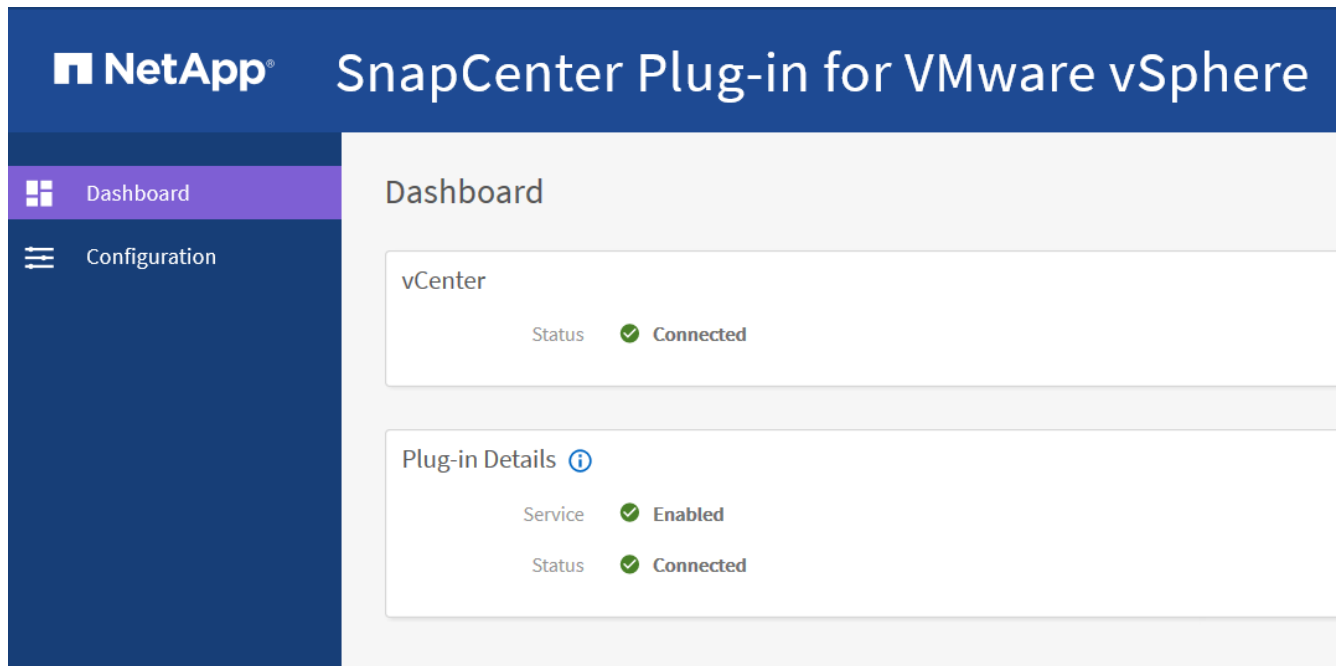 NetApp® SnapCenter Plug-in for VMware vSphere
Dashboard
Configuration
Dashboard
vCenter
Status Connected
Plug-in Details
Service Enabled
Status Connected